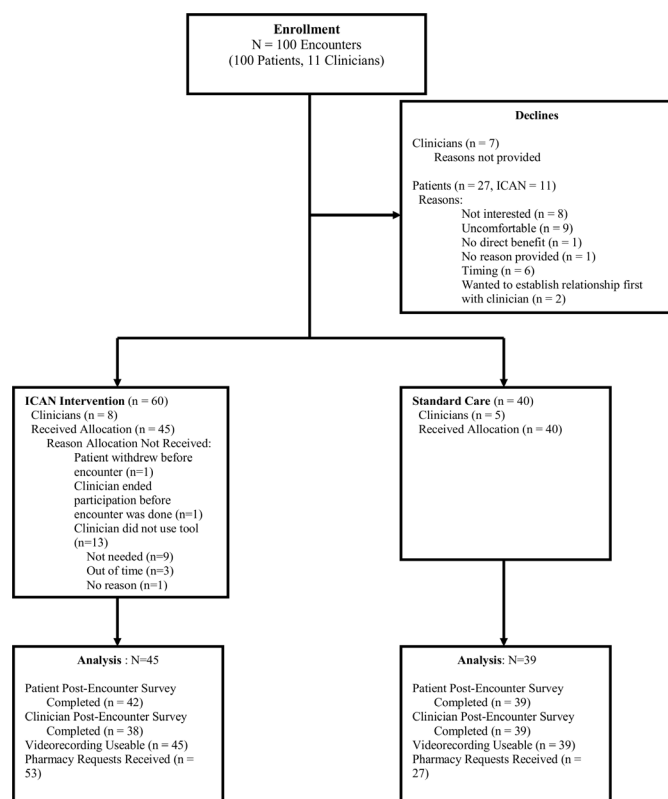 Enrollment
N = 100 Encounters
(100 Patients, 11 Clinicians)
Declines
Clinicians (n = 7)
Reasons not provided
Patients (n = 27, ICAN = 11)
Reasons:
Not interested (n = 8)
Uncomfortable (n = 9)
No direct benefit (n = 1)
No reason provided (n = 1)
Timing (n = 6)
Wanted to establish relationship first
with clinician (n = 2)
ICAN Intervention (n = 60)
Clinicians (n = 8)
Received Allocation (n = 45)
Reason Allocation Not Received:
Patient withdrew before
encounter (n=1)
Clinician ended
participation before
encounter was done (n=1)
Clinician did not use tool
(n=13)
Not needed (n=9)
Out of time (n=3)
No reason (n=1)
Standard Care (n = 40)
Clinicians (n = 5)
Received Allocation (n = 40)
Analysis : N=45
Patient Post-Encounter Survey
Completed (n = 42)
Clinician Post-Encounter Survey
Completed (n = 38)
Videorecording Useable (n = 45)
Pharmacy Requests Received (n =
53)
Analysis: N=39
Patient Post-Encounter Survey
Completed (n = 39)
Clinician Post-Encounter Survey
Completed (n = 39)
Videorecording Useable (n = 39)
Pharmacy Requests Received (n =
27)